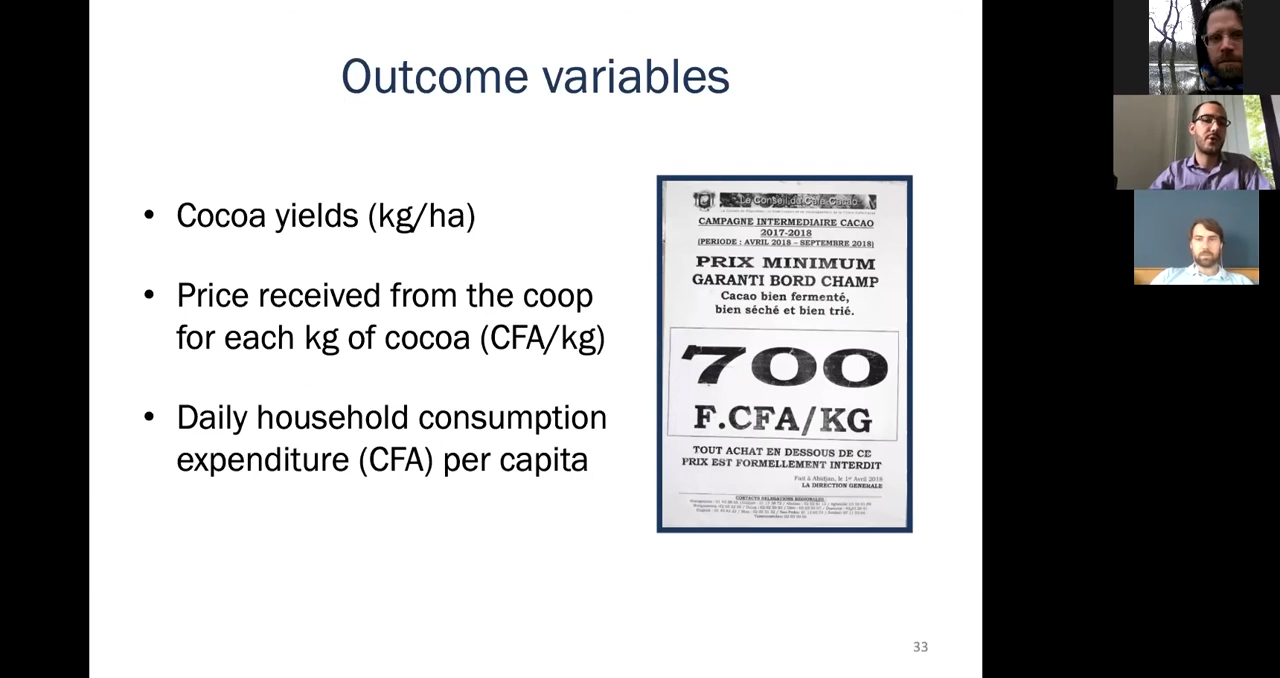 Outcome variables
• Cocoa yields (kg/ha)
• Price received from the coop
for each kg of cocoa (CFA/kg)
• Daily household consumption
expenditure (CFA) per capita
Le Conseil du Café-Cacao
CAMPAGNE INTERMEDIAIRE CACAO
2017-2018
(PERIODE : AVRIL 2018 – SEPTEMBRE 2018)
PRIX MINIMUM
GARANTI BORD CHAMP
Cacao bien fermenté,
bien séché et bien trié.
700
F.CFA/KG
TOUT ACHAT EN DESSOUS DE CE
PRIX EST FORMELLEMENT INTERDIT
Fait à Abidjan, le 1er Avril 2018
LA DIRECTION GENERALE
CONTACTS DELEGATIONS REGIONALES
33